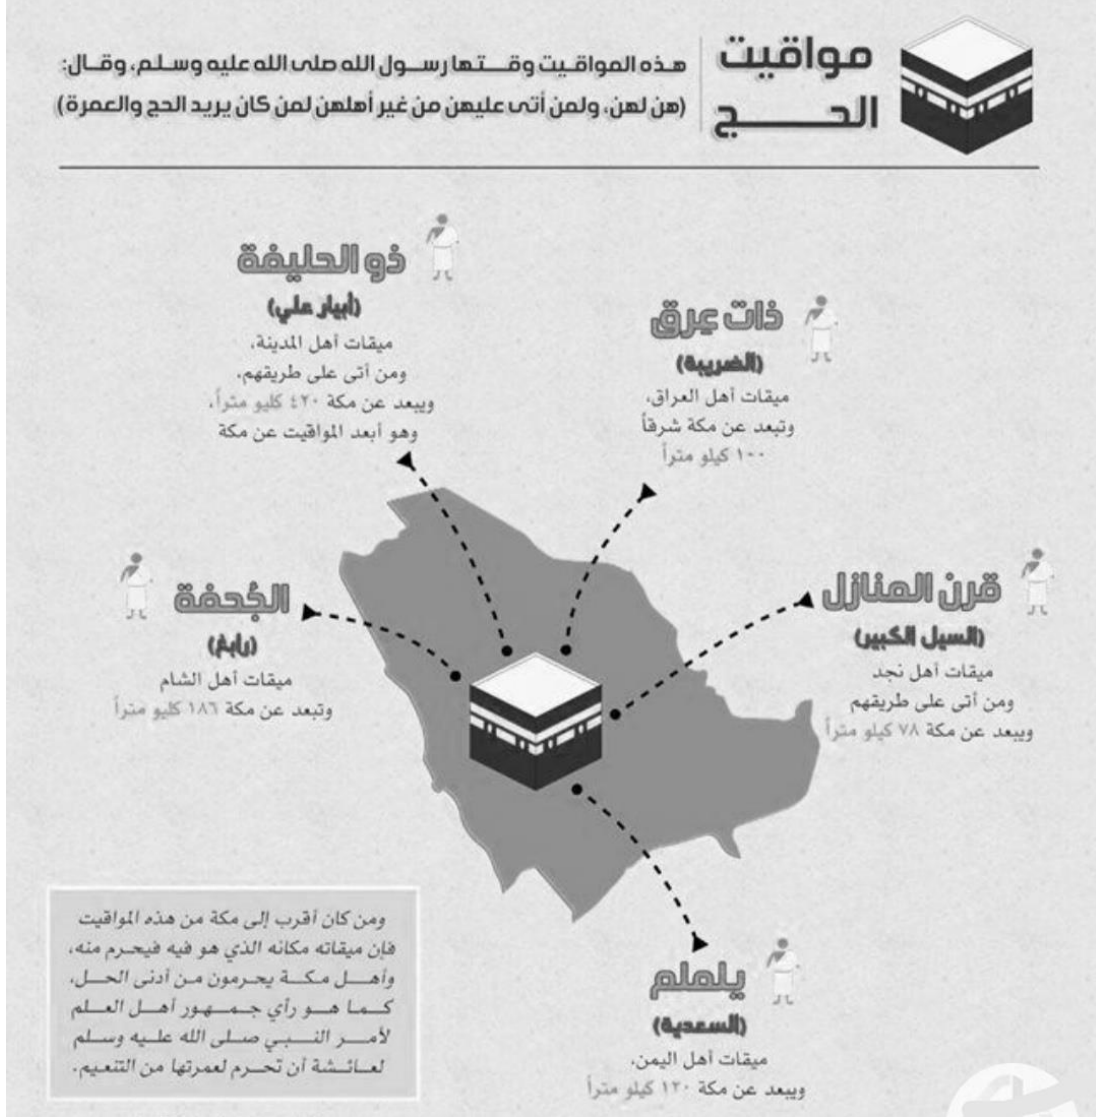 مواقيت
الحج
هذه المواقيت وقتها رسول الله صلى الله عليه وسلم، وقال:
(هن لهن، ولمن أتى عليهن من غير أهلهن لمن كان يريد الحج والعمرة)
ذو الحليفة
(أبيار علي)
ميقات أهل المدينة،
ومن أتى على طريقهم،
ويبعد عن مكة ٤٢٠ كليو متراً،
وهو أبعد المواقيت عن مكة
ذات عِرق
(الضريبة)
ميقات أهل العراق،
وتبعد عن مكة شرقاً
١٠٠ كيلو متراً
قرن المنازل
(السيل الكبير)
ميقات أهل نجد
ومن أتى على طريقهم
ويبعد عن مكة ٧٨ كيلو متراً
الجُحفة
(رابغ)
ميقات أهل الشام
وتبعد عن مكة ١٨٦ كليو متراً
يلملم
(السعدية)
ميقات أهل اليمن،
ويبعد عن مكة ١٢٠ كيلو متراً
ومن كان أقرب إلى مكة من هذه المواقيت
فإن ميقاته مكانه الذي هو فيه فيحرم منه،
وأهل مكة يحرمون من أدنى الحل،
كما هو رأي جمهور أهل العلم
لأمر النبي صلى الله عليه وسلم
لعائشة أن تحرم لعمرتها من التنعيم.